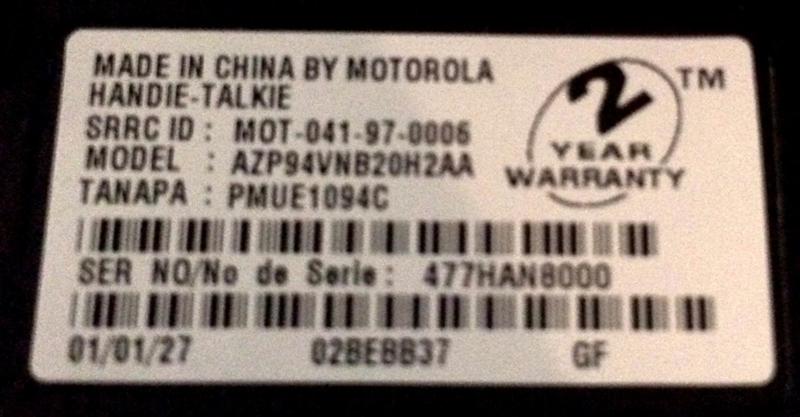 MADE IN CHINA BY MOTOROLA
HANDIE-TALKIE
SRRC ID : MOT-041-97-0006
MODEL : AZP94VNB20H2AA
TANAPA : PMUE1094C
2 TM
YEAR
WARRANTY
SER NO/No de Serie: 477HAN8000
01/01/27 02BEBB37 GF